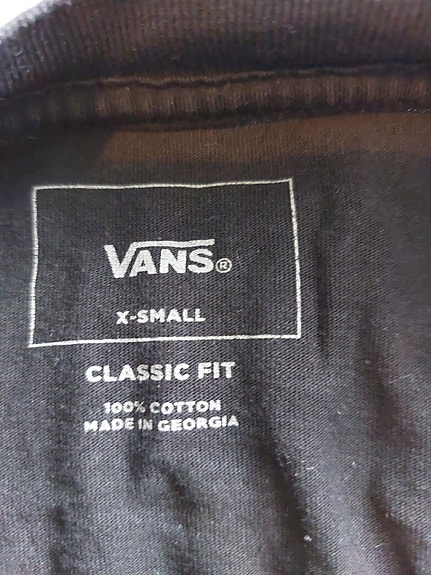 VANS®
X-SMALL
CLASSIC FIT
100% COTTON
MADE IN GEORGIA